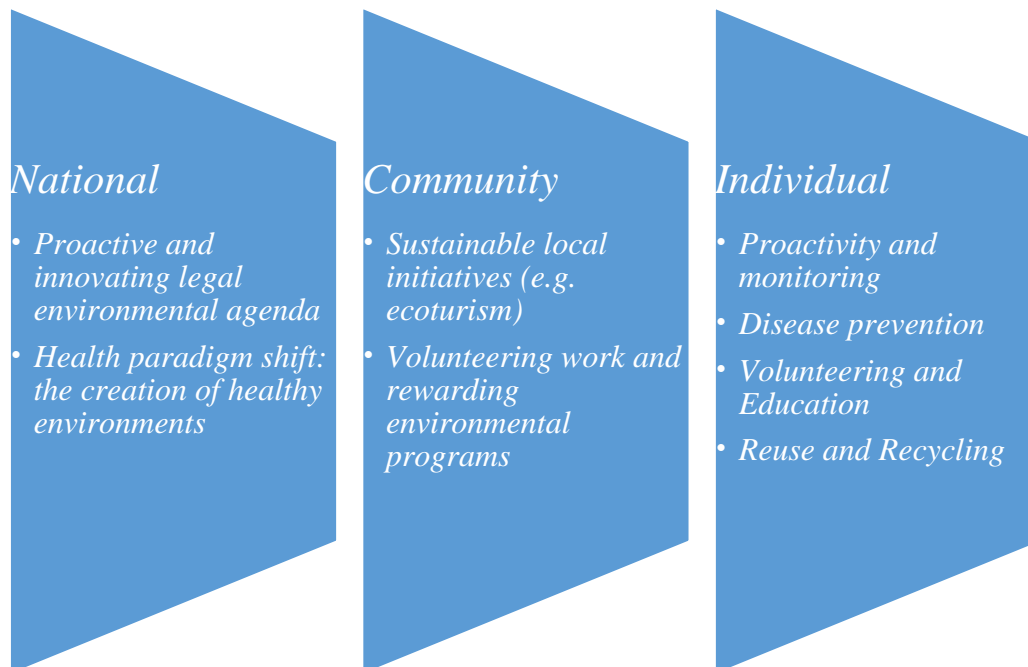 National
• Proactive and
innovating legal
environmental agenda
• Health paradigm shift:
the creation of healthy
environments
Community
• Sustainable local
initiatives (e.g.
ecoturism)
• Volunteering work and
rewarding
environmental
programs
Individual
• Proactivity and
monitoring
• Disease prevention
• Volunteering and
Education
• Reuse and Recycling